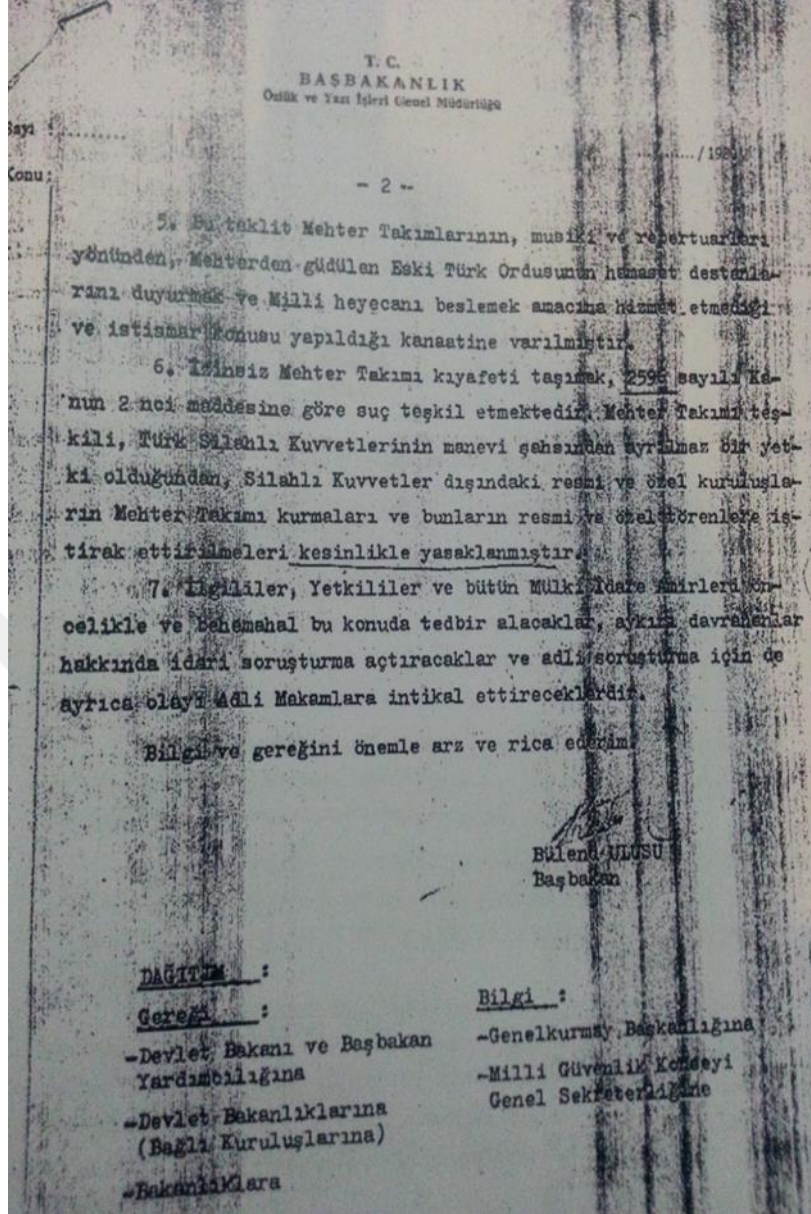 T. C.
BAŞBAKANLIK
Özlük ve Yazı İşleri Genel Müdürlüğü
Sayı :.........
........../198
Konu:
- 2 -
5. Bu taklit Mehter Takımlarının, musiki ve repertuarları
yönünden, Mehterden güdülen Eski Türk Ordusunun hamaset destanla-
rını duyurmak ve Milli heyecanı beslemek amacına hizmet etmediği
ve istismar konusu yapıldığı kanaatine varılmıştır.
6. İzinsiz Mehter Takımı kıyafeti taşımak, 2596 sayılı Ka-
nun 2 nci maddesine göre suç teşkil etmektedir. Mehter Takımı teş-
kili, Türk Silahlı Kuvvetlerinin manevi şahsından ayrılmaz bir yet-
ki olduğundan, Silahlı Kuvvetler dışındaki resmi ve özel kuruluşla-
rın Mehter Takımı kurmaları ve bunların resmi ve özel törenlere iş-
tirak ettirilmeleri kesinlikle yasaklanmıştır.
7. İlgililer, Yetkililer ve bütün Mülki İdare Amirleri ön-
celikle ve behemahal bu konuda tedbir alacaklar, aykırı davrananlar
hakkında idari soruşturma açtıracaklar ve adli soruşturma için de
ayrıca olayı Adli Makamlara intikal ettireceklerdir.
Bilgi ve gereğini önemle arz ve rica ederim.
Bülend ULUSU
Başbakan
DAĞITIM :
Gereği :
-Devlet Bakanı ve Başbakan
Yardımcılığına
-Devlet Bakanlıklarına
(Bağlı Kuruluşlarına)
-Bakanlıklara
Bilgi :
-Genelkurmay Başkanlığına
-Milli Güvenlik Konseyi
Genel Sekreterliğine